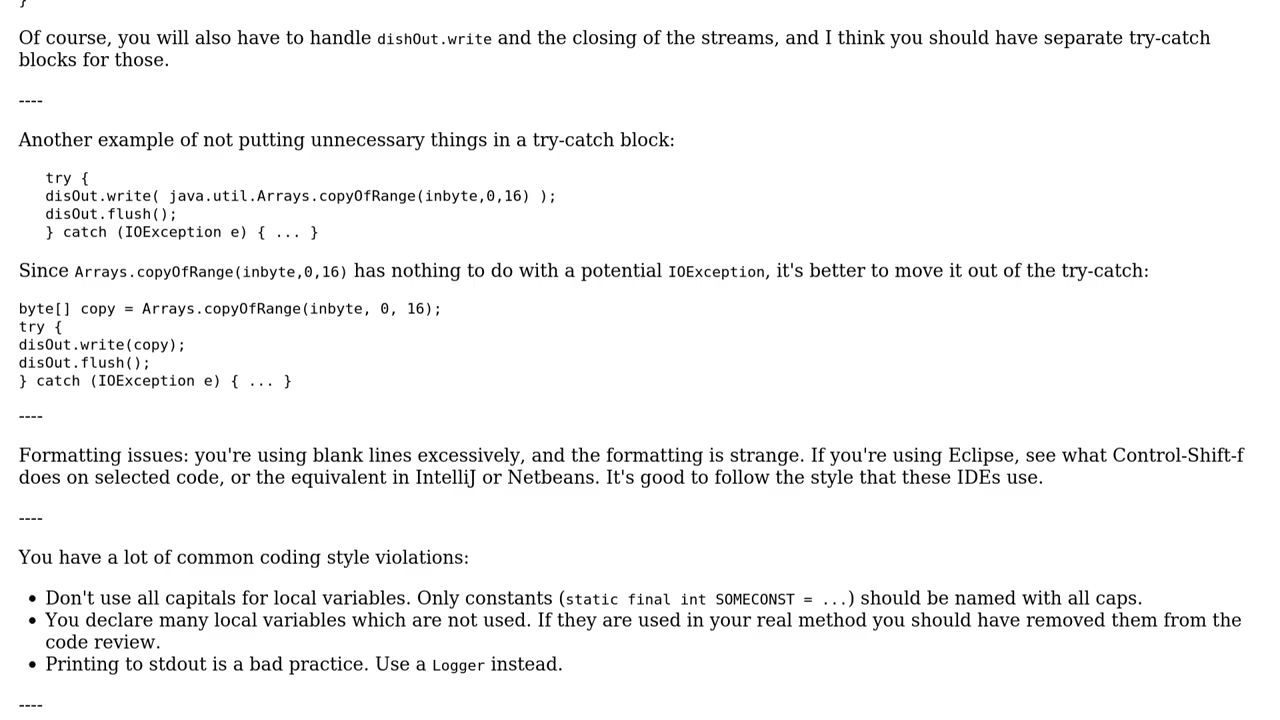 }
Of course, you will also have to handle dishOut.write and the closing of the streams, and I think you should have separate try-catch
blocks for those.
----
Another example of not putting unnecessary things in a try-catch block:
try {
disOut.write( java.util.Arrays.copyOfRange(inbyte,0,16) );
disOut.flush();
} catch (IOException e) { ... }
Since Arrays.copyOfRange(inbyte,0,16) has nothing to do with a potential IOException, it's better to move it out of the try-catch:
byte[] copy = Arrays.copyOfRange(inbyte, 0, 16);
try {
disOut.write(copy);
disOut.flush();
} catch (IOException e) { ... }
----
Formatting issues: you're using blank lines excessively, and the formatting is strange. If you're using Eclipse, see what Control-Shift-f
does on selected code, or the equivalent in IntelliJ or Netbeans. It's good to follow the style that these IDEs use.
----
You have a lot of common coding style violations:
• Don't use all capitals for local variables. Only constants (static final int SOMECONST = ...) should be named with all caps.
• You declare many local variables which are not used. If they are used in your real method you should have removed them from the
code review.
• Printing to stdout is a bad practice. Use a Logger instead.
----